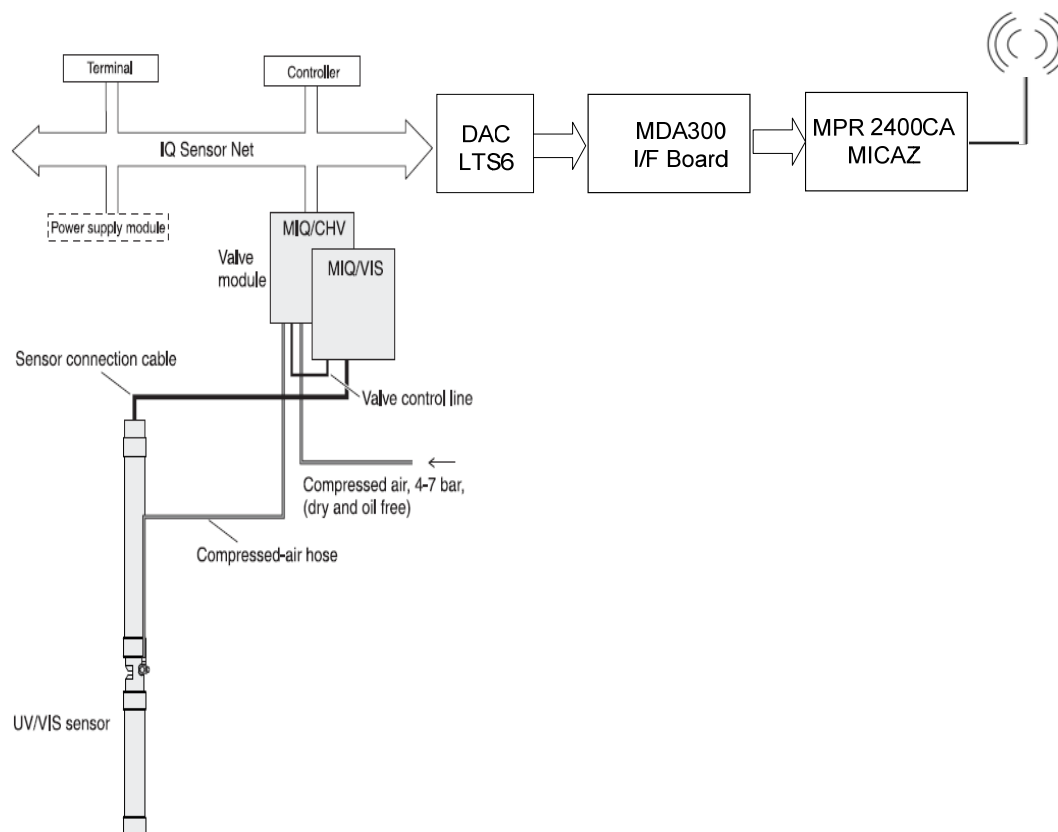 Terminal
Controller
IQ Sensor Net
DAC
LTS6
MDA300
I/F Board
MPR 2400CA
MICAZ
Power supply module
MIQ/CHV
Valve
module
MIQ/VIS
Sensor connection cable
Valve control line
Compressed air, 4-7 bar,
(dry and oil free)
Compressed-air hose
UV/VIS sensor